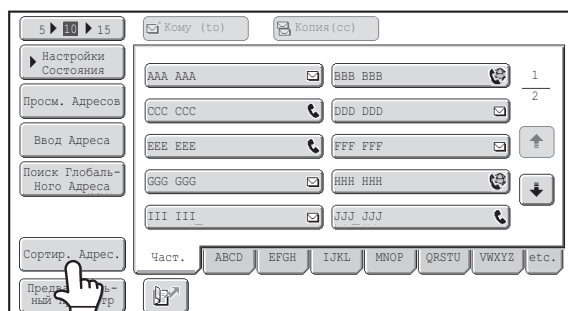 5 10 15
Кому (to)
Копия(cc)
Настройки
Состояния
Просм. Адресов
Ввод Адреса
Поиск Глобаль-
Ного Адреса
Сортир. Адрес.
AAA AAA
BBB BBB
1
2
CCC CCC
DDD DDD
EEE EEE
FFF FFF
GGG GGG
HHH HHH
III III
JJJ JJJ
Част.
ABCD
EFGH
IJKL
MNOP
QRSTU
VWXYZ
etc.